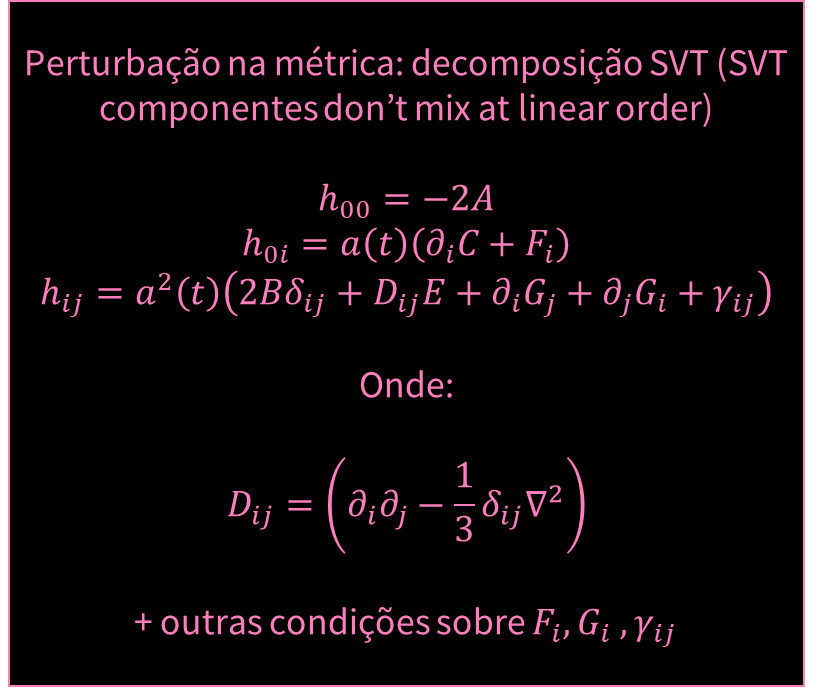 Perturbação na métrica: decomposição SVT (SVT
componentes don’t mix at linear order)
h₀₀ = −2A
h₀ᵢ = a(t)(∂ᵢC + Fᵢ)
hᵢⱼ = a²(t)(2Bδᵢⱼ + DᵢⱼE + ∂ᵢGⱼ + ∂ⱼGᵢ + γᵢⱼ)
Onde:
Dᵢⱼ = (∂ᵢ∂ⱼ − 1/3 δᵢⱼ∇²)
+ outras condições sobre Fᵢ, Gᵢ , γᵢⱼ